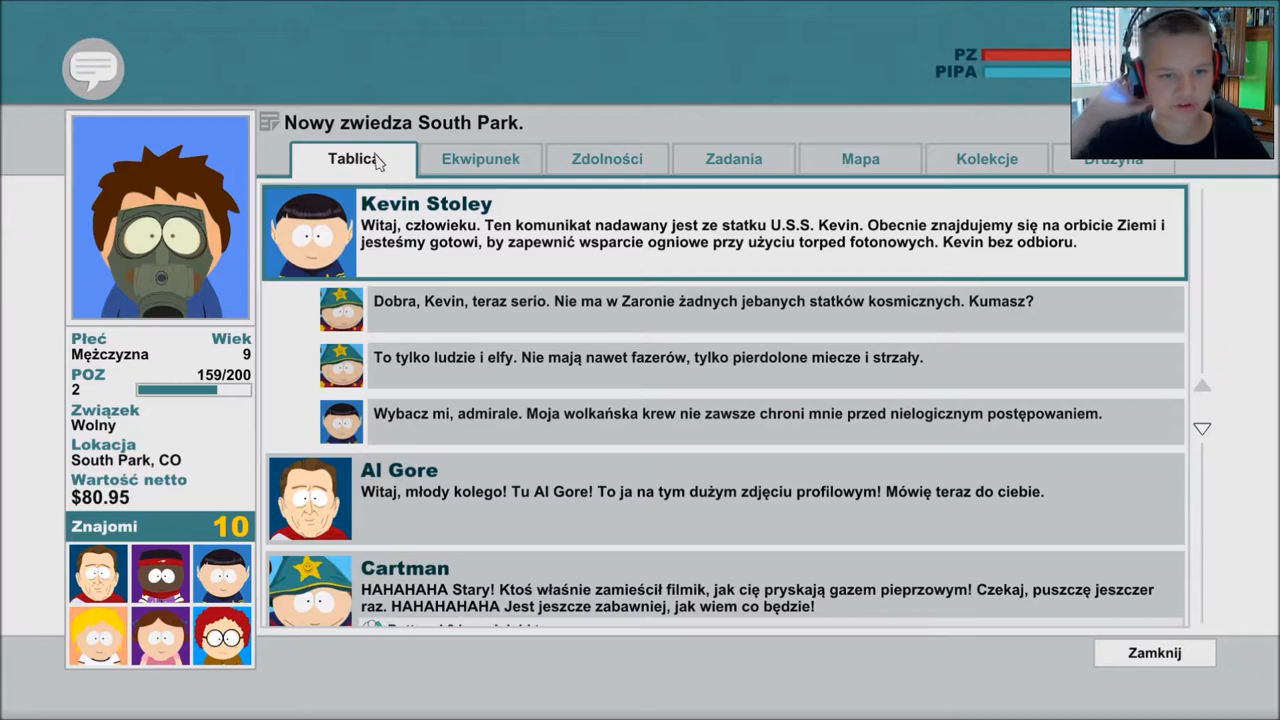 PZ
PIPA
Nowy zwiedza South Park.
Tablica
Ekwipunek
Zdolności
Zadania
Mapa
Kolekcje
Drużyna
Kevin Stoley
Witaj, człowieku. Ten komunikat nadawany jest ze statku U.S.S. Kevin. Obecnie znajdujemy się na orbicie Ziemi i
jesteśmy gotowi, by zapewnić wsparcie ogniowe przy użyciu torped fotonowych. Kevin bez odbioru.
Dobra, Kevin, teraz serio. Nie ma w Zaronie żadnych jebanych statków kosmicznych. Kumasz?
To tylko ludzie i elfy. Nie mają nawet fazerów, tylko pierdolone miecze i strzały.
Wybacz mi, admirale. Moja wolkańska krew nie zawsze chroni mnie przed nielogicznym postępowaniem.
Al Gore
Witaj, młody kolego! Tu Al Gore! To ja na tym dużym zdjęciu profilowym! Mówię teraz do ciebie.
Cartman
HAHAHAHA Stary! Ktoś właśnie zamieścił filmik, jak cię pryskają gazem pieprzowym! Czekaj, puszczę jeszczer
raz. HAHAHAHAHA Jest jeszcze zabawniej, jak wiem co będzie!
Płeć Wiek
Mężczyzna 9
POZ 159/200
2
Związek
Wolny
Lokacja
South Park, CO
Wartość netto
$80.95
Znajomi 10
Zamknij